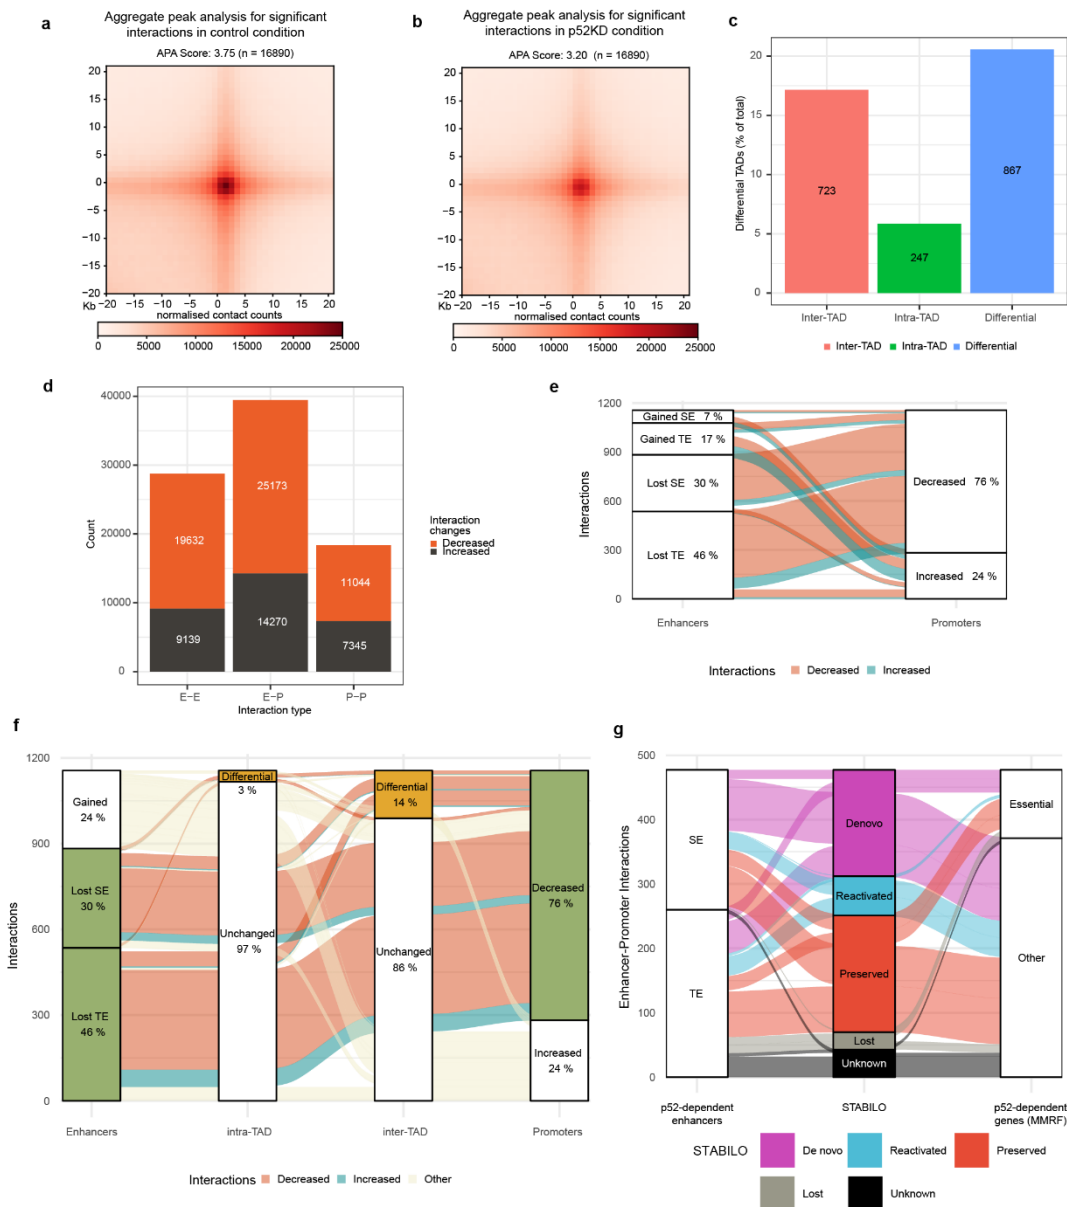 a
Aggregate peak analysis for significant
interactions in control condition
APA Score: 3.75 (n = 16890)
20
15
10
5
0
−5
−10
−15
−20
Kb −20 −15 −10 −5 0 5 10 15 20
normalised contact counts
0 5000 10000 15000 20000 25000
b
Aggregate peak analysis for significant
interactions in p52KD condition
APA Score: 3.20 (n = 16890)
20
15
10
5
0
−5
−10
−15
−20
Kb −20 −15 −10 −5 0 5 10 15 20
normalised contact counts
0 5000 10000 15000 20000 25000
c
Differential TADs (% of total)
20
15
10
5
0
723
247
867
Inter−TAD Intra−TAD Differential
Inter−TAD Intra−TAD Differential
d
Count
40000
30000
20000
10000
0
19632
9139
25173
14270
11044
7345
E−E E−P P−P
Interaction type
Interaction
changes
Decreased
Increased
e
Interactions
1200
900
600
300
0
Gained SE 7 %
Gained TE 17 %
Lost SE 30 %
Lost TE 46 %
Decreased 76 %
Increased 24 %
Enhancers Promoters
Interactions Decreased Increased
f
Interactions
1200
900
600
300
0
Gained
24 %
Lost SE
30 %
Lost TE
46 %
Differential
3 %
Unchanged
97 %
Differential
14 %
Unchanged
86 %
Decreased
76 %
Increased
24 %
Enhancers intra−TAD inter−TAD Promoters
Interactions Decreased Increased Other
g
Enhancer-Promoter Interactions
500
400
300
200
100
0
SE
TE
Denovo
Reactivated
Preserved
Lost
Unknown
Essential
Other
p52-dependent
enhancers
STABILO
p52-dependent
genes (MMRF)
STABILO De novo Reactivated Preserved
Lost Unknown